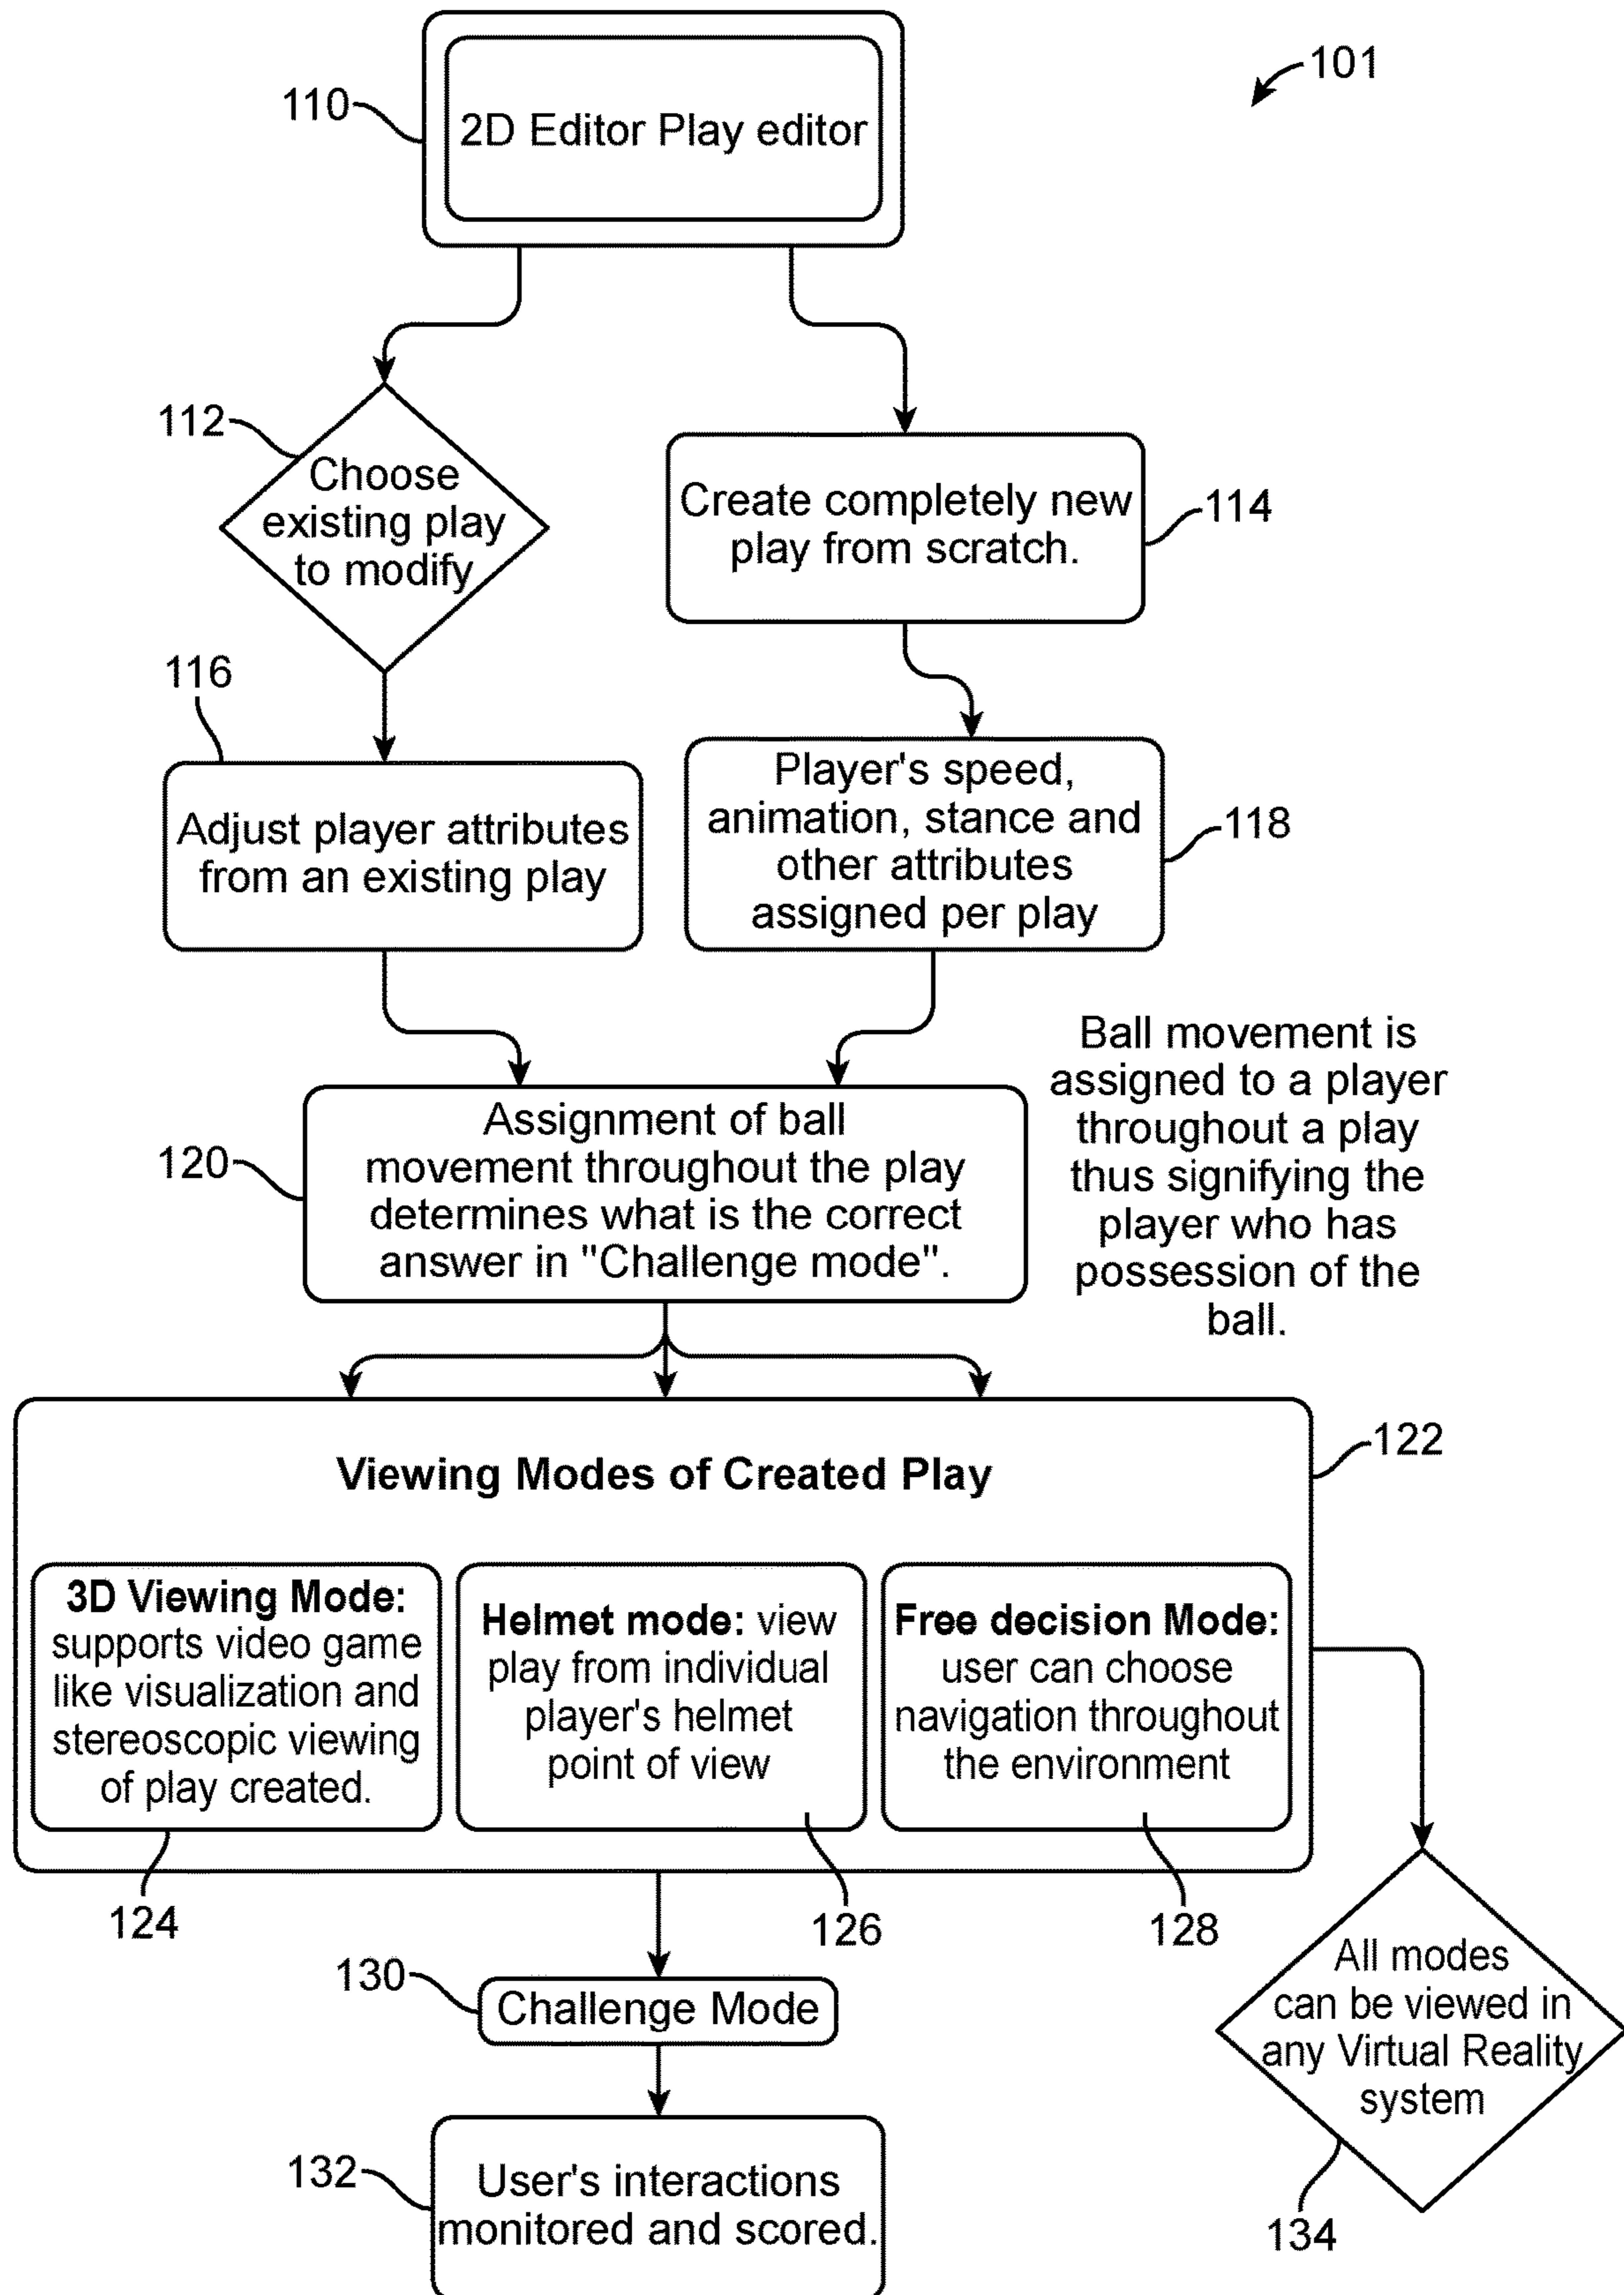 101
110
2D Editor Play editor
112
Choose
existing play
to modify
Create completely new
play from scratch.
114
116
Adjust player attributes
from an existing play
Player's speed,
animation, stance and
other attributes
assigned per play
118
120
Assignment of ball
movement throughout the play
determines what is the correct
answer in "Challenge mode".
Ball movement is
assigned to a player
throughout a play
thus signifying the
player who has
possession of the
ball.
122
Viewing Modes of Created Play
3D Viewing Mode:
supports video game
like visualization and
stereoscopic viewing
of play created.
Helmet mode: view
play from individual
player's helmet
point of view
Free decision Mode:
user can choose
navigation throughout
the environment
124
126
128
130
Challenge Mode
All modes
can be viewed in
any Virtual Reality
system
134
132
User's interactions
monitored and scored.